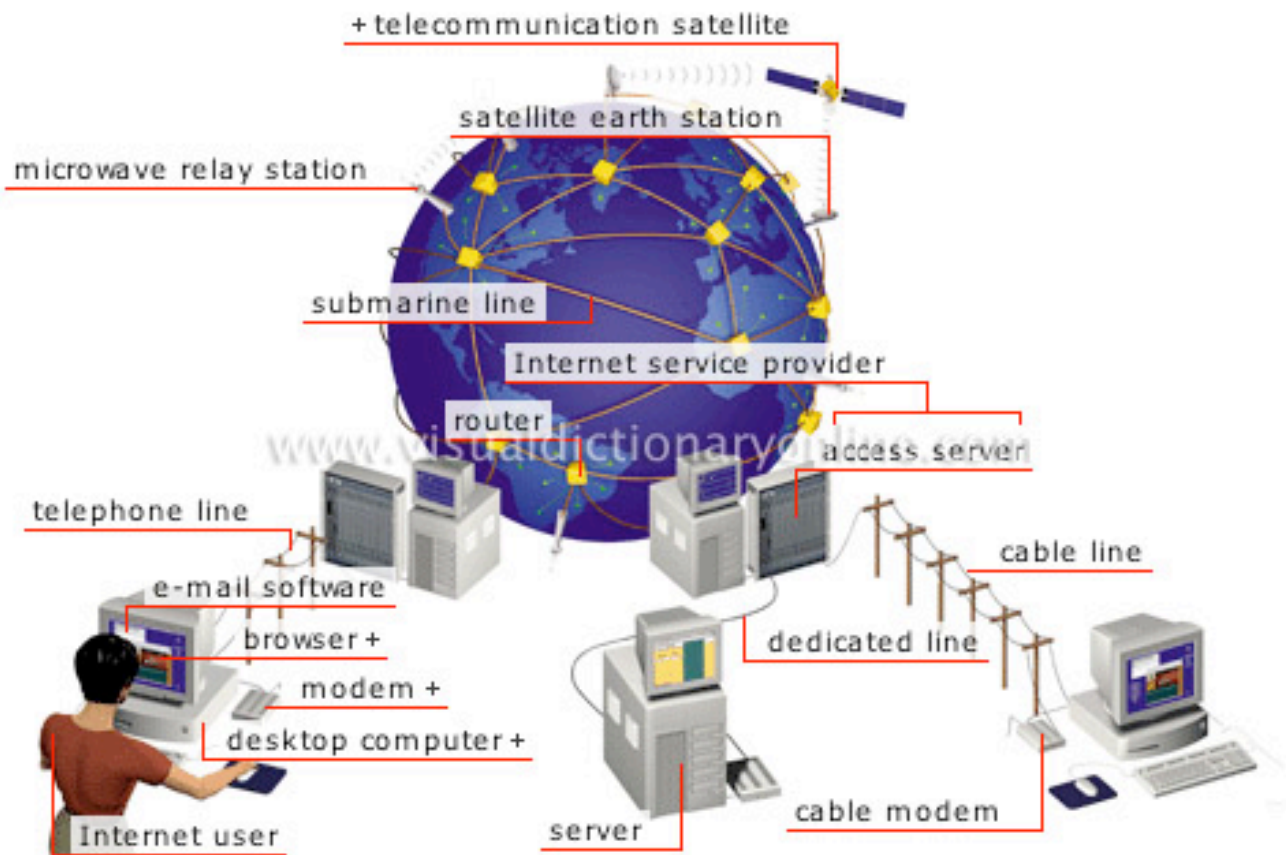 + telecommunication satellite
satellite earth station
microwave relay station
submarine line
Internet service provider
router
www.visualdictionaryonline.com
access server
telephone line
cable line
e-mail software
browser +
dedicated line
modem +
desktop computer +
cable modem
server
Internet user